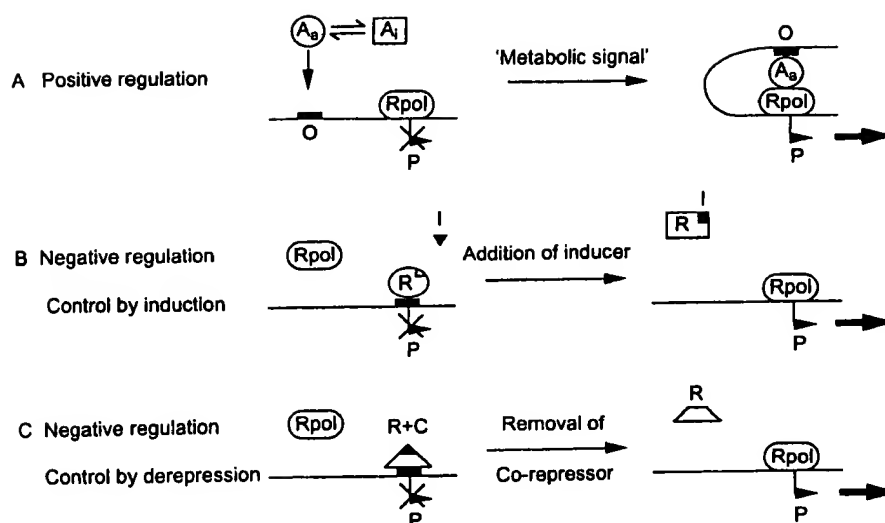 Aa Ai
A Positive regulation
Rpol
O
P
'Metabolic signal'
O
Aa
Rpol
P
B Negative regulation
Control by induction
Rpol
I
R
P
Addition of inducer
I
R
Rpol
P
C Negative regulation
Control by derepression
Rpol
R+C
P
Removal of
Co-repressor
R
Rpol
P